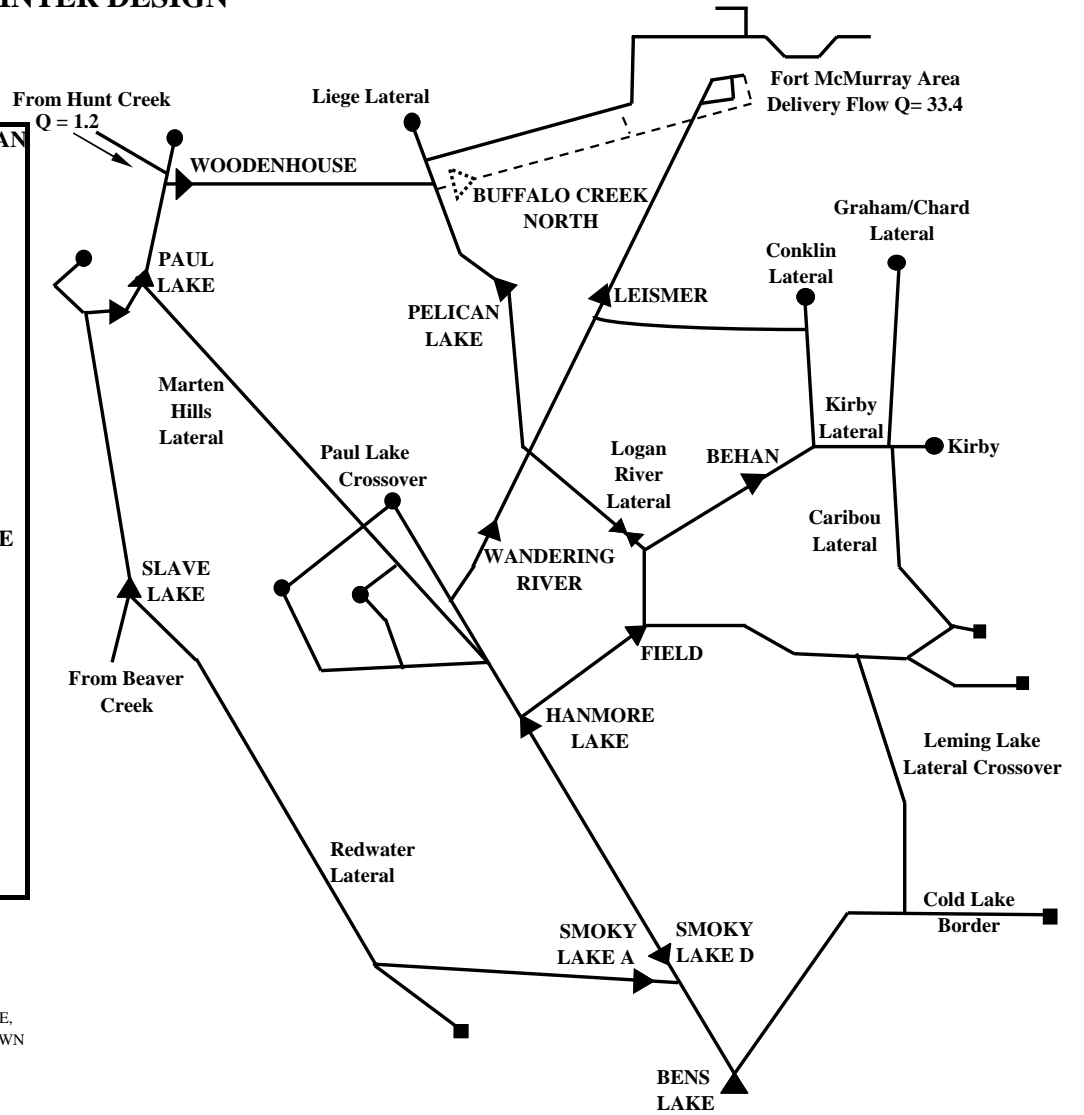 INTER DESIGN
From Hunt Creek
Q = 1.2
AN
Liege Lateral
Fort McMurray Area
Delivery Flow Q= 33.4
WOODENHOUSE
BUFFALO CREEK
NORTH
Graham/Chard
Lateral
Conklin
Lateral
PAUL
LAKE
LEISMER
PELICAN
LAKE
Marten
Hills
Lateral
Kirby
Lateral
Kirby
Paul Lake
Crossover
Logan
River
Lateral
BEHAN
Caribou
Lateral
E
WANDERING
RIVER
SLAVE
LAKE
FIELD
From Beaver
Creek
HANMORE
LAKE
Leming Lake
Lateral Crossover
Redwater
Lateral
Cold Lake
Border
SMOKY
LAKE A
SMOKY
LAKE D
E,
WN
BENS
LAKE